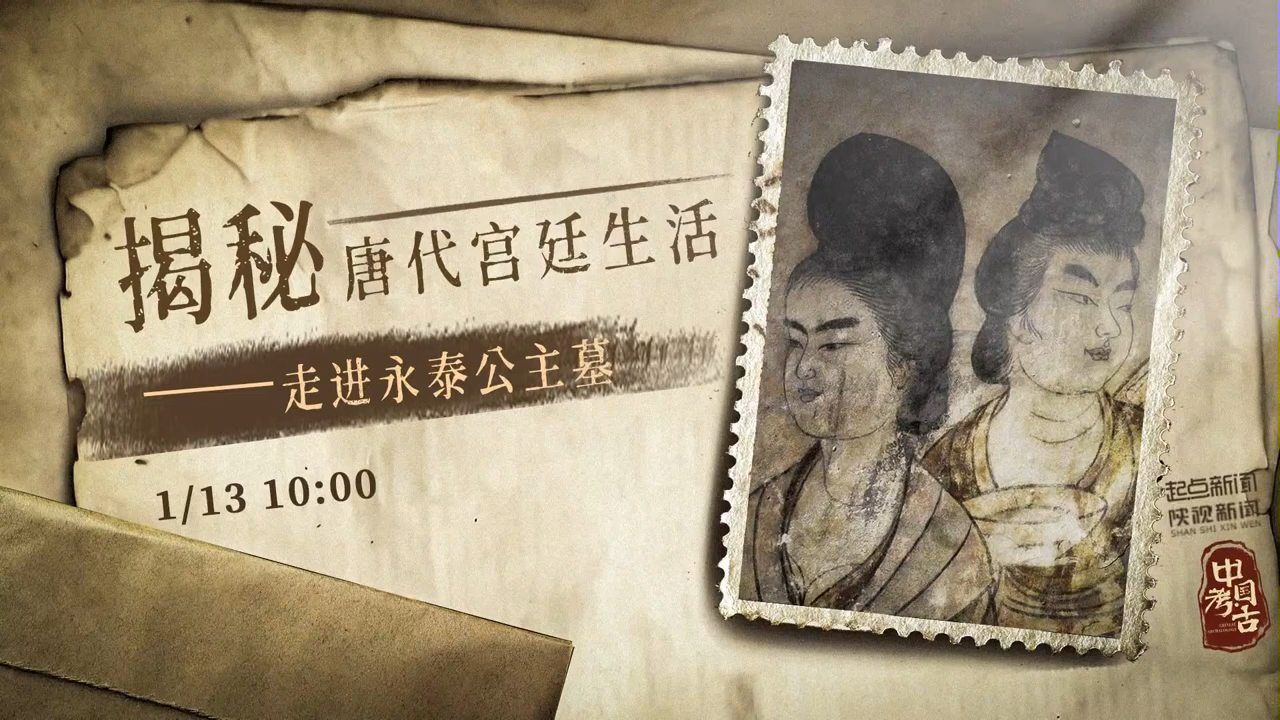 揭秘唐代宫廷生活
——走进永泰公主墓
1/13 10:00
起点新闻
陕视新闻
SHAN SHI XIN WEN
中国
考古